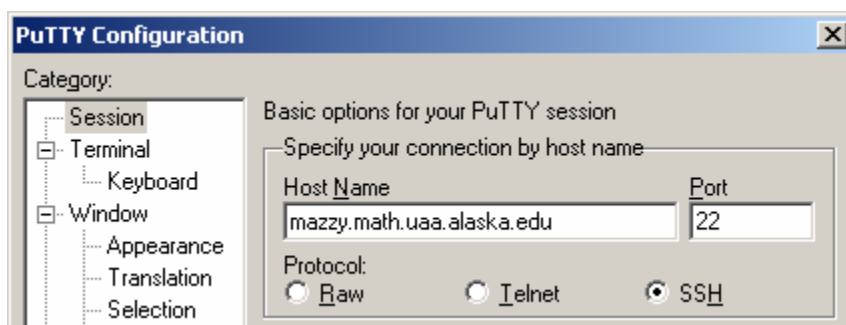 PuTTY Configuration
Category:
Session
Terminal
Keyboard
Window
Appearance
Translation
Selection
Basic options for your PuTTY session
Specify your connection by host name
Host Name Port
mazzy.math.uaa.alaska.edu 22
Protocol:
Raw Telnet SSH